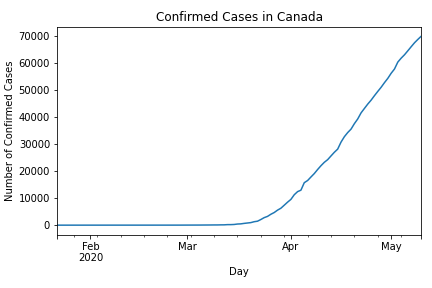 Confirmed Cases in Canada
Number of Confirmed Cases
70000
60000
50000
40000
30000
20000
10000
0
Feb
2020
Mar
Apr
May
Day